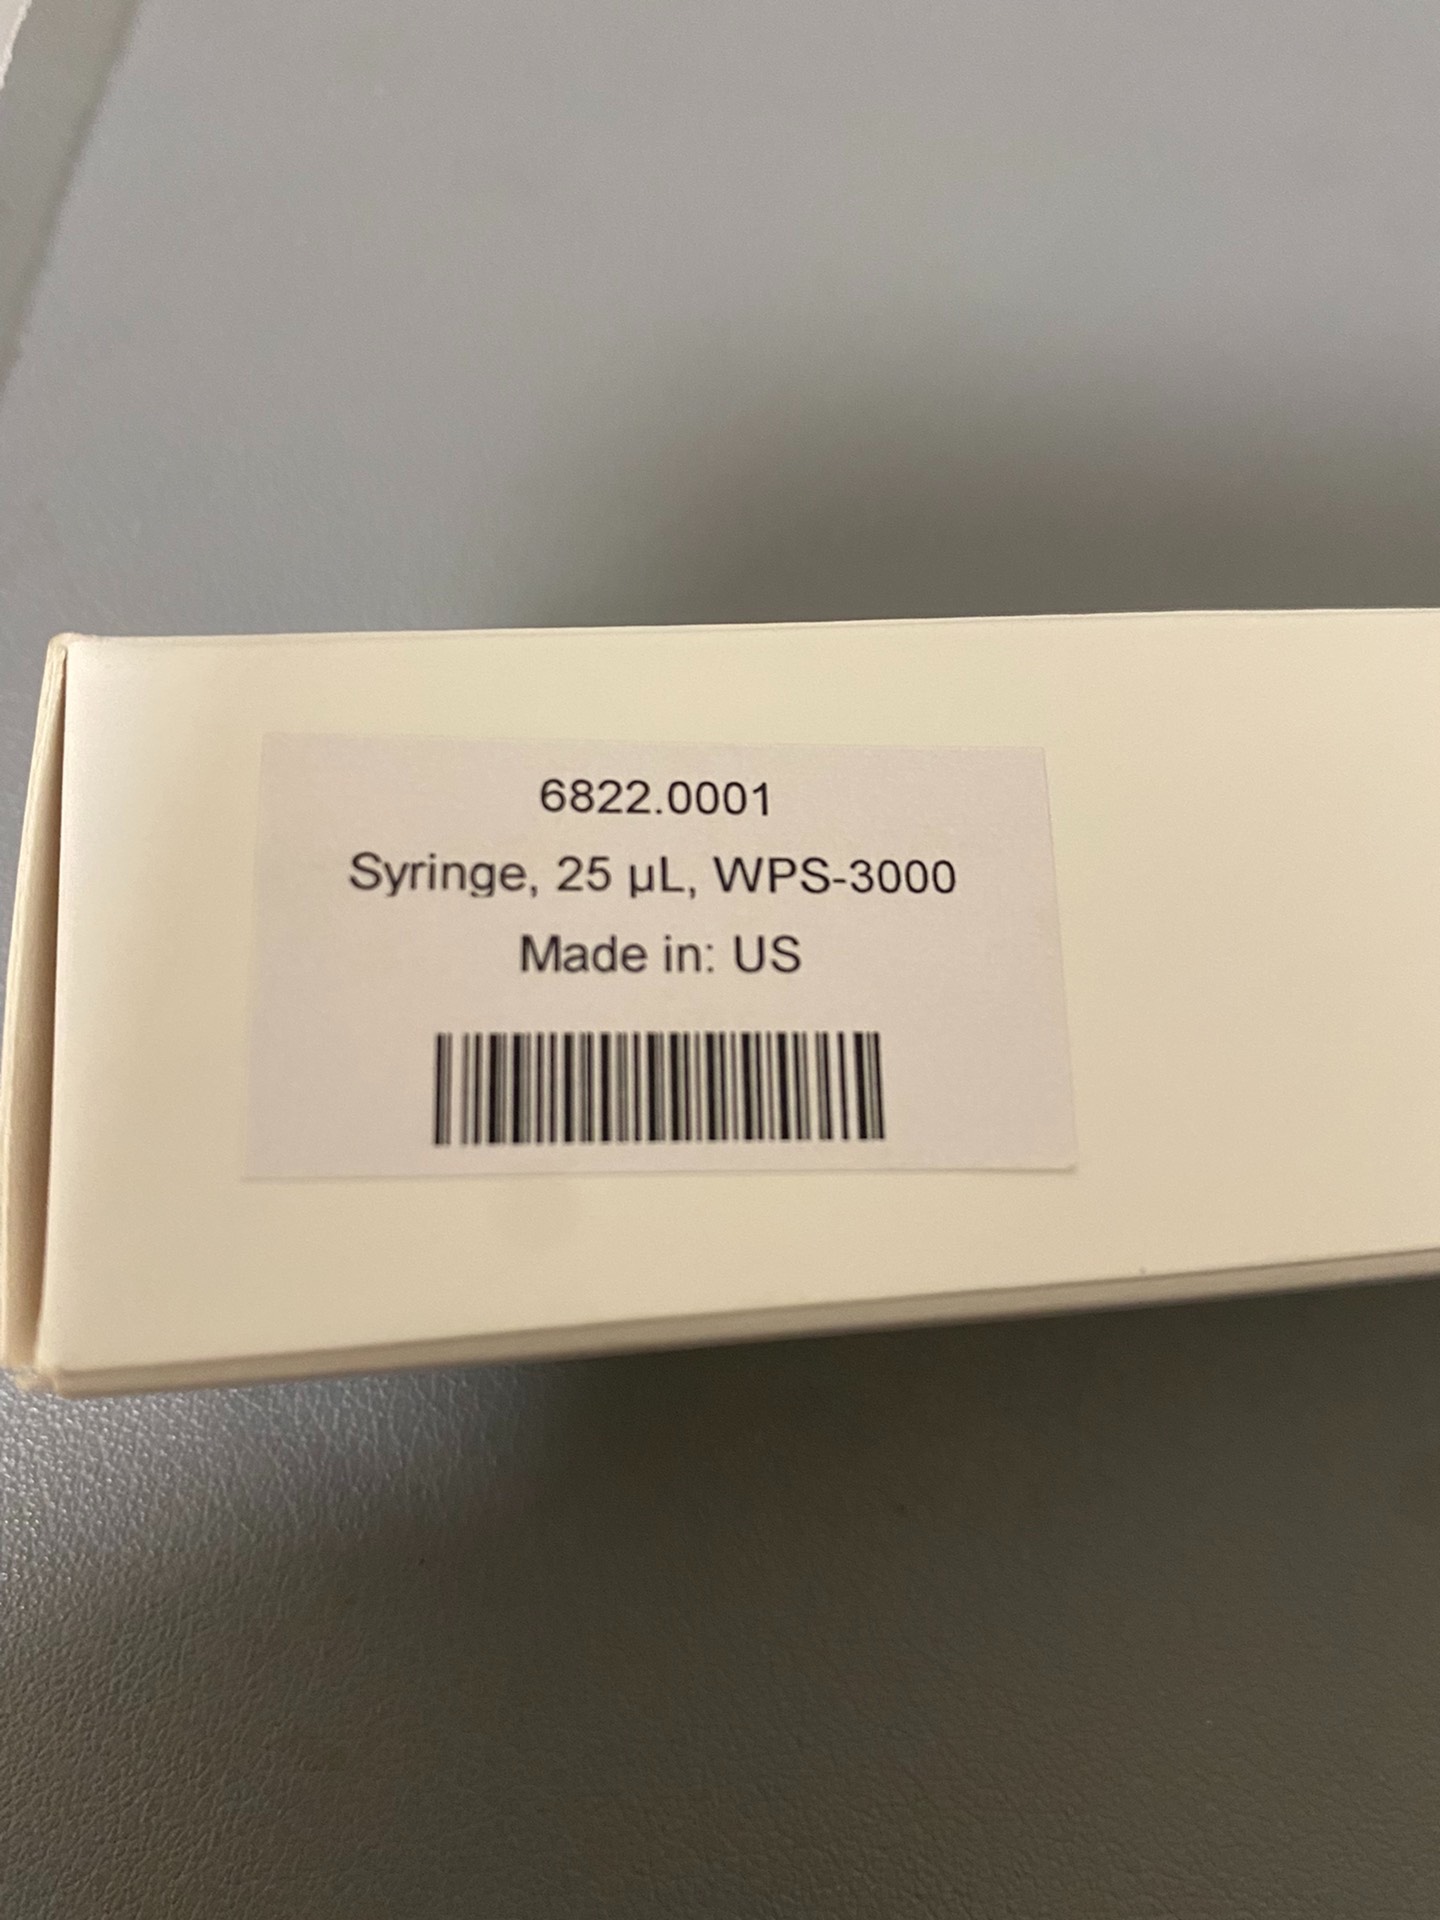 6822.0001
Syringe, 25 µL, WPS-3000
Made in: US